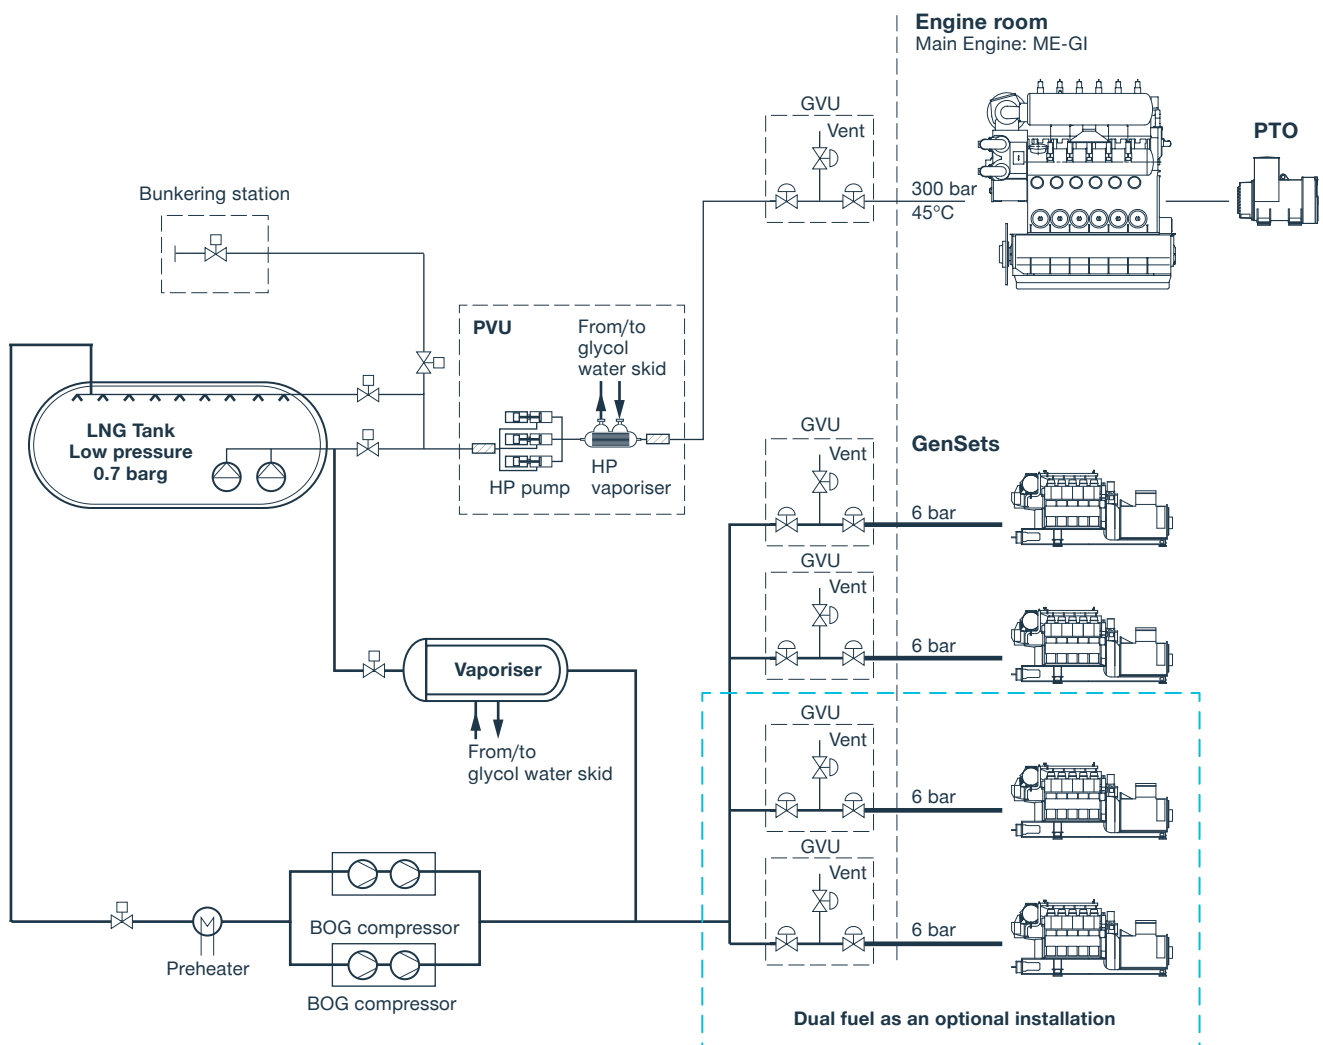 Engine room
Main Engine: ME-GI
GVU
Vent
PTO
300 bar
45°C
Bunkering station
PVU
From/to
glycol
water skid
LNG Tank
Low pressure
0.7 barg
HP pump
HP
vaporiser
GVU
Vent
GenSets
6 bar
GVU
Vent
6 bar
Vaporiser
From/to
glycol water skid
GVU
Vent
6 bar
GVU
Vent
6 bar
BOG compressor
Preheater
BOG compressor
Dual fuel as an optional installation